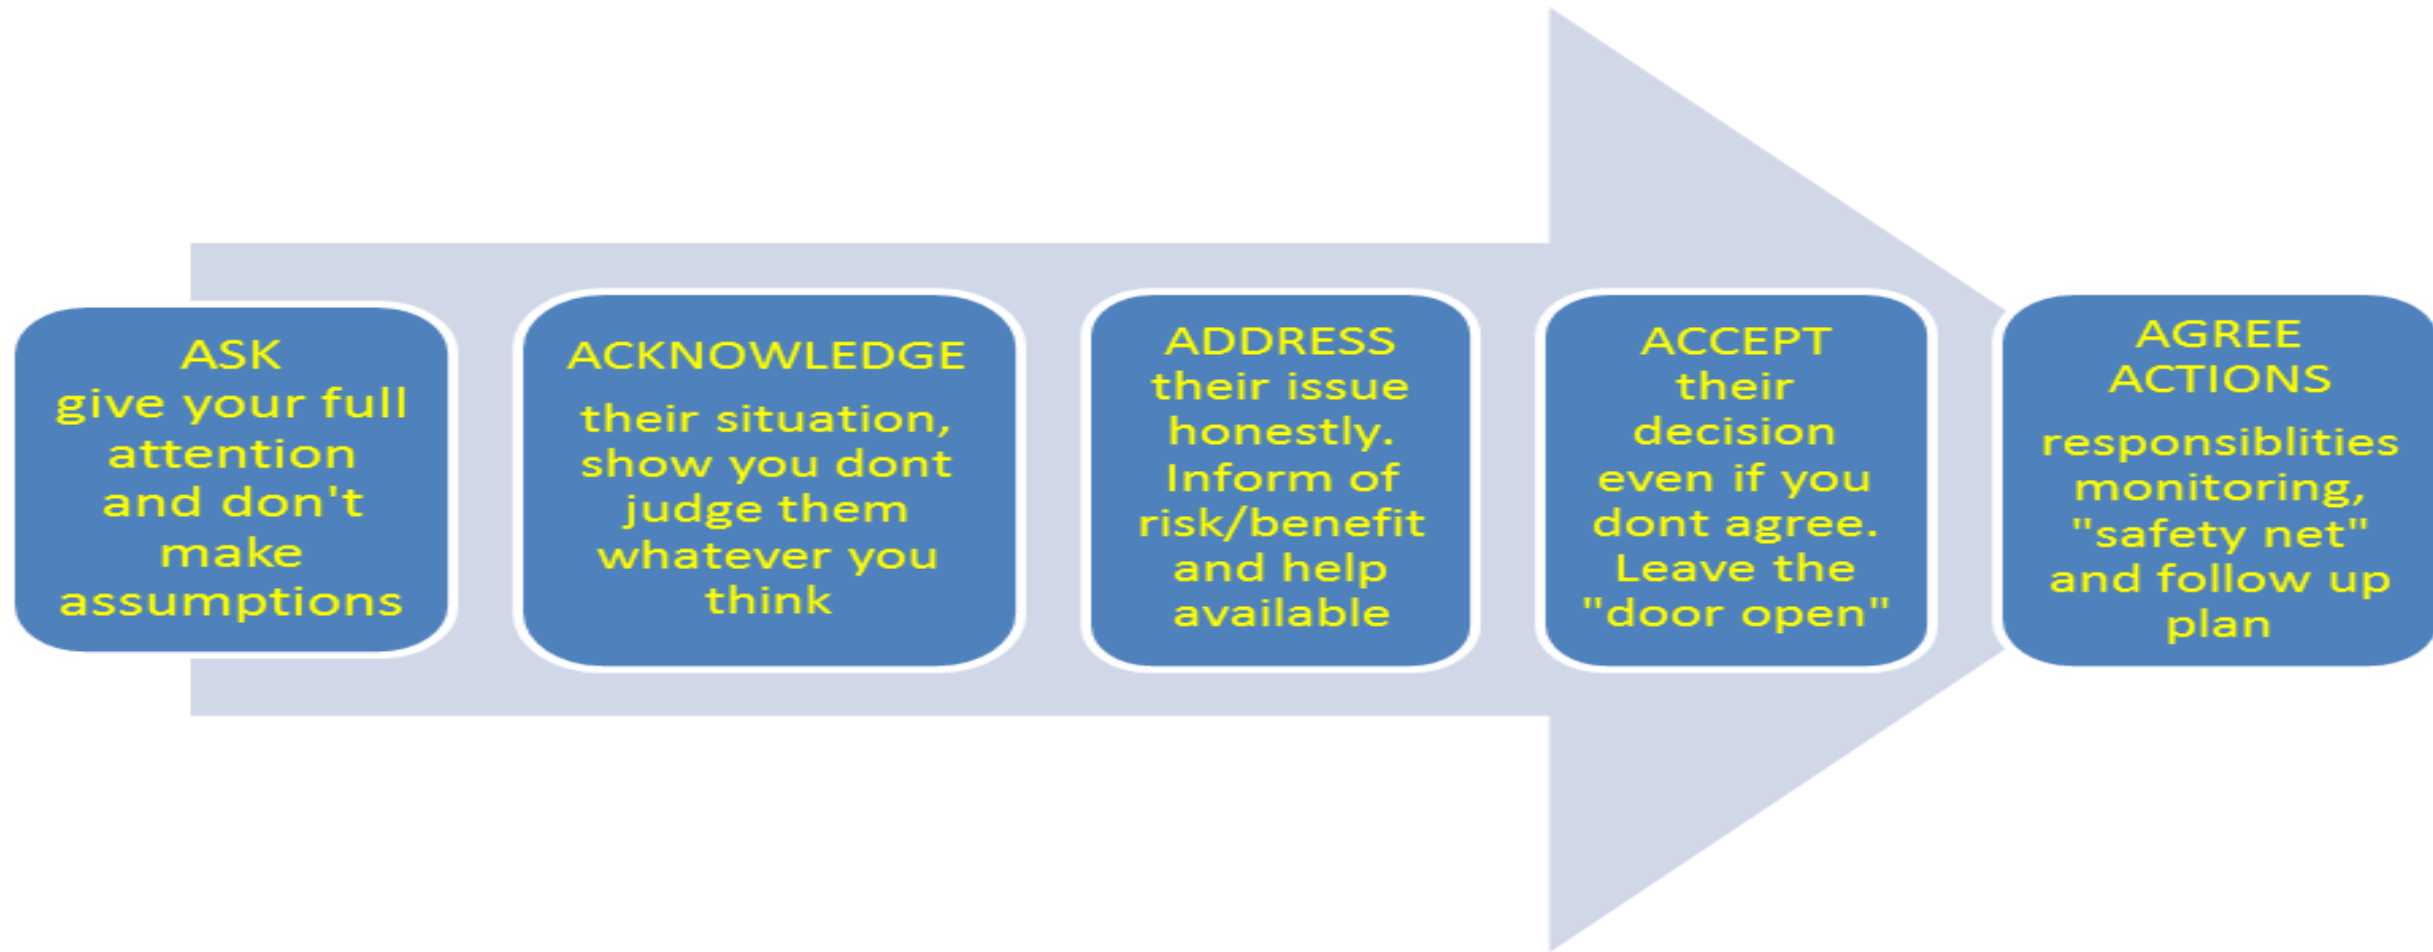 ASK
give your full
attention
and don't
make
assumptions
ACKNOWLEDGE
their situation,
show you dont
judge them
whatever you
think
ADDRESS
their issue
honestly.
Inform of
risk/benefit
and help
available
ACCEPT
their
decision
even if you
dont agree.
Leave the
"door open"
AGREE
ACTIONS
responsiblities
monitoring,
"safety net"
and follow up
plan